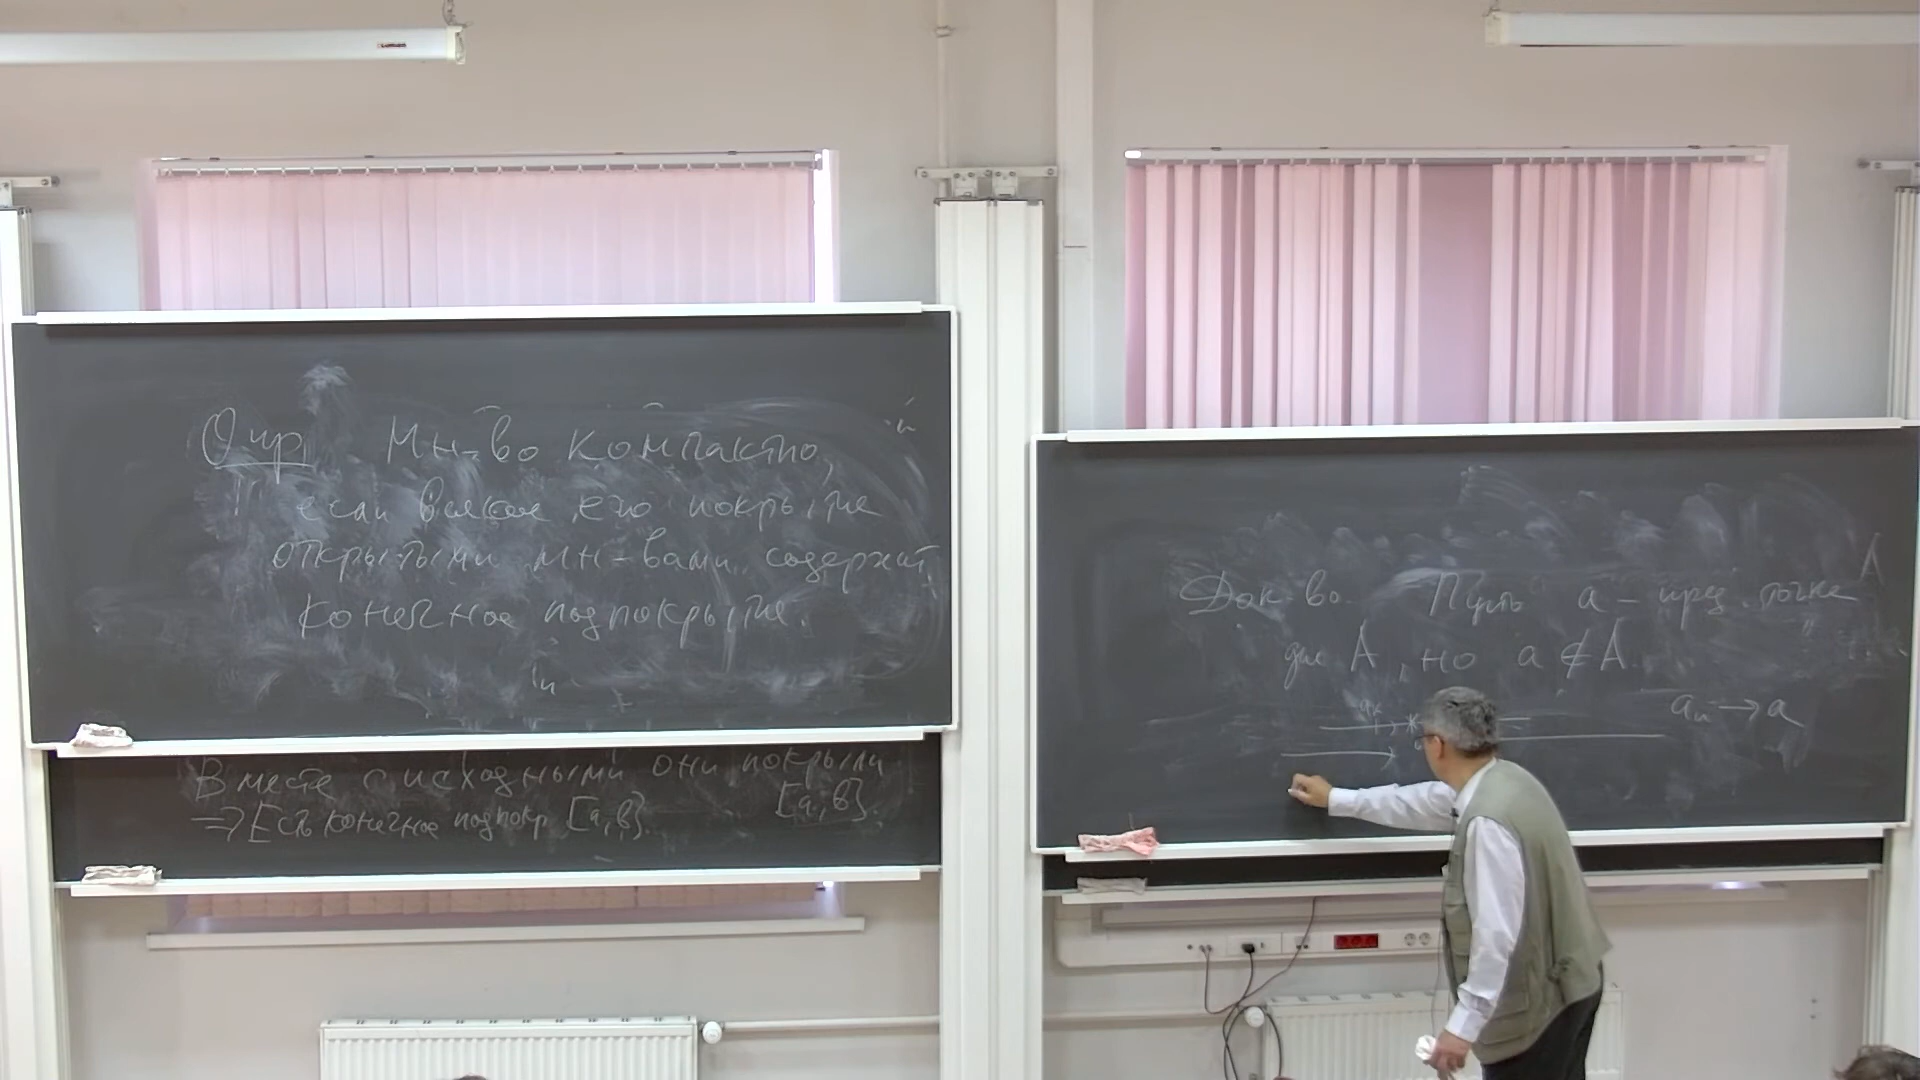 Опр. Мн-во компактно,
если всякое его покрытие
открытыми мн-вами содержит
конечное подпокрытие.
Вместе с исходными они покрыли
[a,b].
⇒ Есть конечное подпокр [a,b].
Док-во. Пусть a – пред. точка
для A, но a ∉ A.
aₙ → a